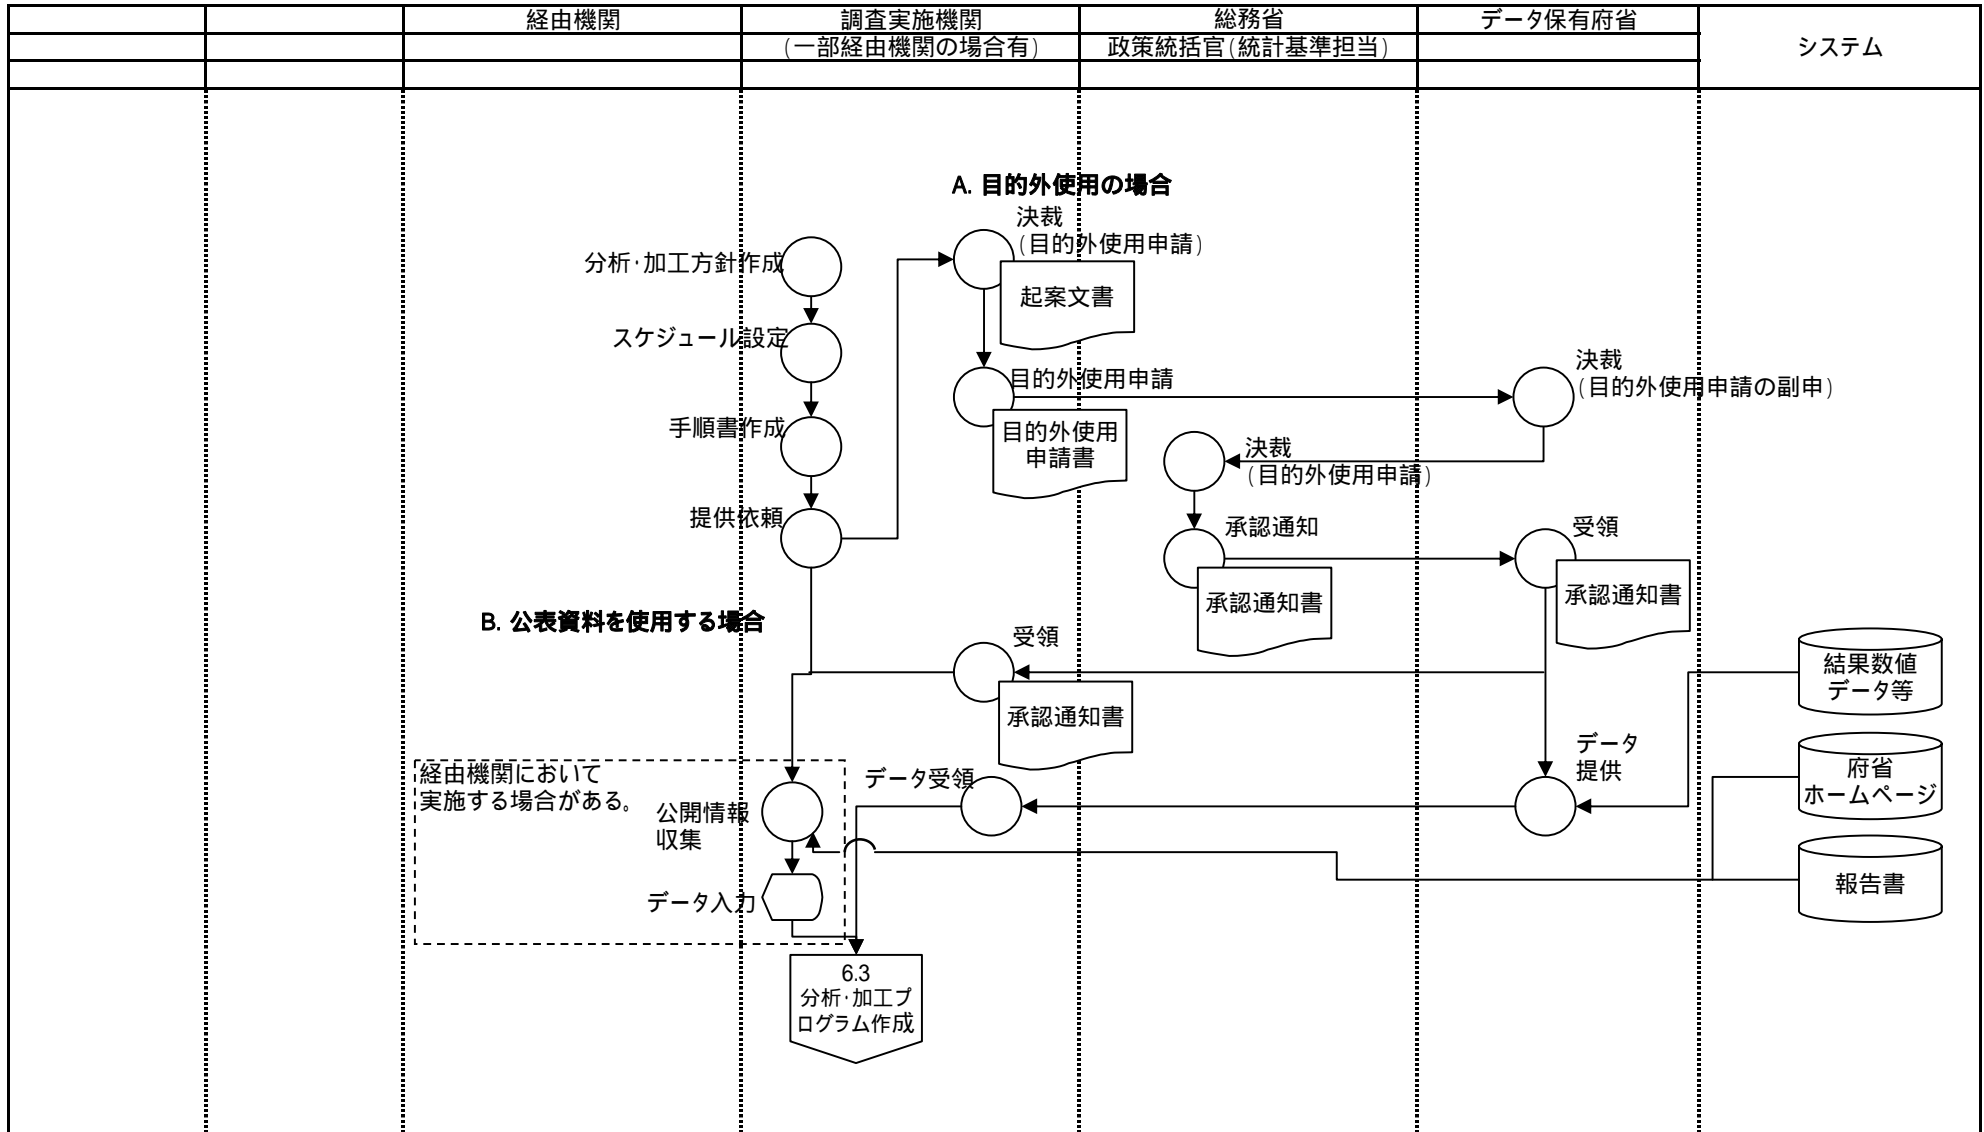 経由機関
調査実施機関
(一部経由機関の場合有)
総務省
政策統括官(統計基準担当)
データ保有府省
システム
A. 目的外使用の場合
決裁
(目的外使用申請)
分析・加工方針作成
起案文書
スケジュール設定
目的外使用申請
決裁
(目的外使用申請の副申)
手順書作成
目的外使用
申請書
決裁
(目的外使用申請)
提供依頼
承認通知
受領
承認通知書
承認通知書
B. 公表資料を使用する場合
受領
承認通知書
結果数値
データ等
経由機関において
実施する場合がある。
データ受領
データ
提供
府省
ホームページ
公開情報
収集
報告書
データ入力
6.3
分析・加工プ
ログラム作成